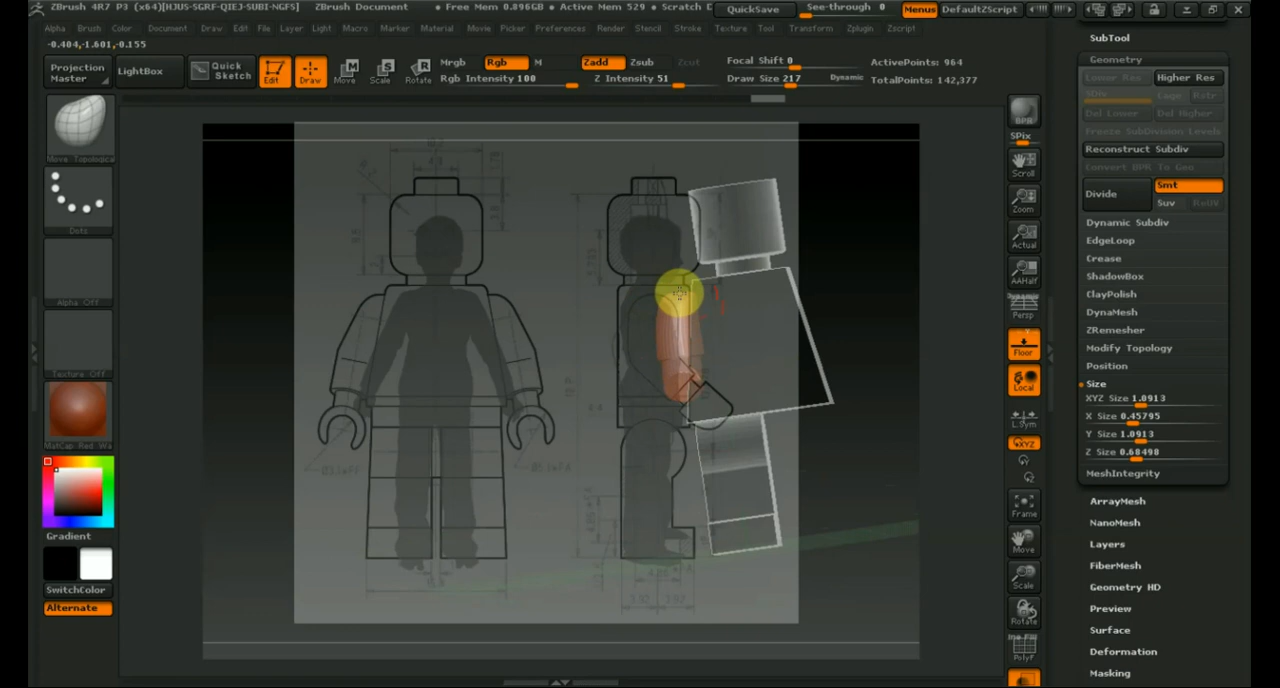 ZBrush 4R7 P3 (x64)[HJUS-SGRF-QIEJ-SUBI-NGFS] ZBrush Document • Free Mem 0.896GB • Active Mem 529 • Scratch D QuickSave See-through 0 Menus DefaultZScript
Alpha Brush Color Document Draw Edit File Layer Light Macro Marker Material Movie Picker Preferences Render Stencil Stroke Texture Tool Transform Zplugin Zscript
-0.404,-1.601,-0.155
Projection Master
LightBox
Quick Sketch
Edit
Draw
Move
Scale
Rotate
Mrgb Rgb M
Rgb Intensity 100
Zadd Zsub Zcut
Z Intensity 51
Focal Shift 0
Draw Size 217 Dynamic
ActivePoints: 964
TotalPoints: 142,377
Move Topological
Dots
Alpha Off
Texture Off
MatCap Red Wa
Gradient
SwitchColor
Alternate
BPR
SPix
Scroll
Zoom
Actual
AAHalf
Dynamic
Persp
Floor
Local
L.Sym
XYZ
Frame
Move
Scale
Rotate
PolyF
SubTool
Geometry
Lower Res Higher Res
SDiv Cage Rstr
Del Lower Del Higher
Freeze SubDivision Levels
Reconstruct Subdiv
Convert BPR To Geo
Divide Smt
Suv ReUV
Dynamic Subdiv
EdgeLoop
Crease
ShadowBox
ClayPolish
DynaMesh
ZRemesher
Modify Topology
Position
Size
XYZ Size 1.0913
X Size 0.45795
Y Size 1.0913
Z Size 0.68498
MeshIntegrity
ArrayMesh
NanoMesh
Layers
FiberMesh
Geometry HD
Preview
Surface
Deformation
Masking